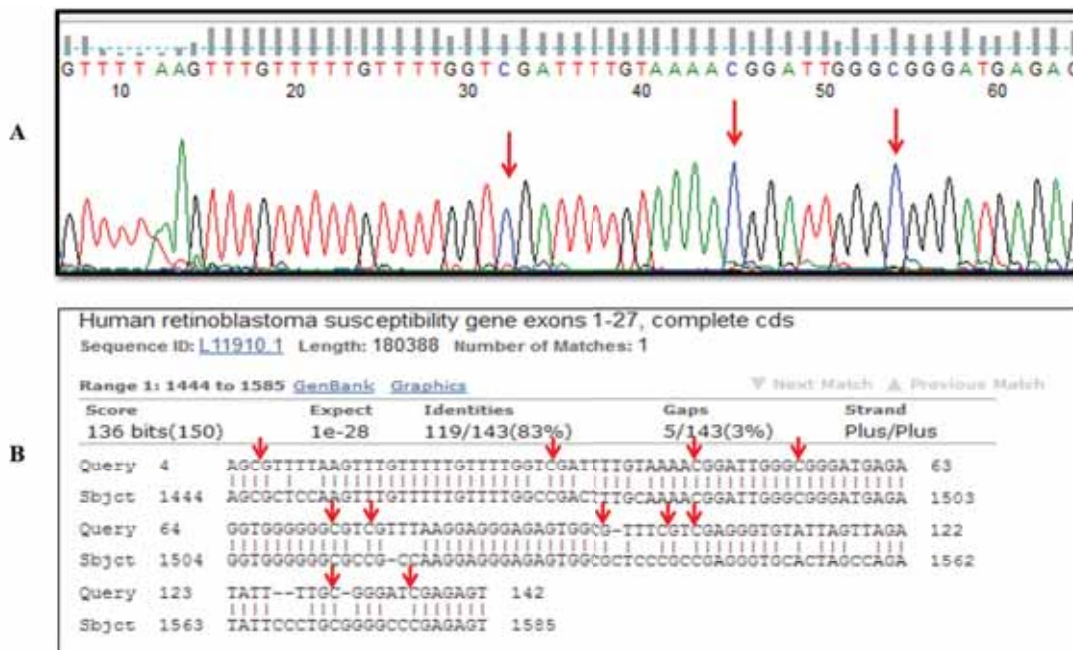 GTTTTAAGTTTGTTTTTGTTTTGGTCGATTTTGTAAAACGGATTGGGCGGGATGAGAG
10 20 30 40 50 60
A
Human retinoblastoma susceptibility gene exons 1-27, complete cds
Sequence ID: L11910.1 Length: 180388 Number of Matches: 1
Range 1: 1444 to 1585 GenBank Graphics ▼ Next Match ▲ Previous Match
Score Expect Identities Gaps Strand
136 bits(150) 1e-28 119/143(83%) 5/143(3%) Plus/Plus
B
Query 4 AGCGTTTTAAGTTTGTTTTTGTTTTGGTCGATTTTGTAAAACGGATTGGGCGGGATGAGA 63
Sbjct 1444 AGCGCTCCAAGTTTGTTTTTGTTTTGGCCGACTTTGCAAAACGGATTGGGCGGGATGAGA 1503
Query 64 GGTGGGGGGCGTCGTTTAAGGAGGGAGAGTGGCG-TTTCGTCGAGGGTGTATTAGTTAGA 122
Sbjct 1504 GGTGGGGGGCGCCG-CCAAGGAGGGAGAGTGGCGCTCCCGCCGAGGGTGCACTAGCCAGA 1562
Query 123 TATT--TTGC-GGGATCGAGAGT 142
Sbjct 1563 TATTCCCTGCGGGGCCCGAGAGT 1585